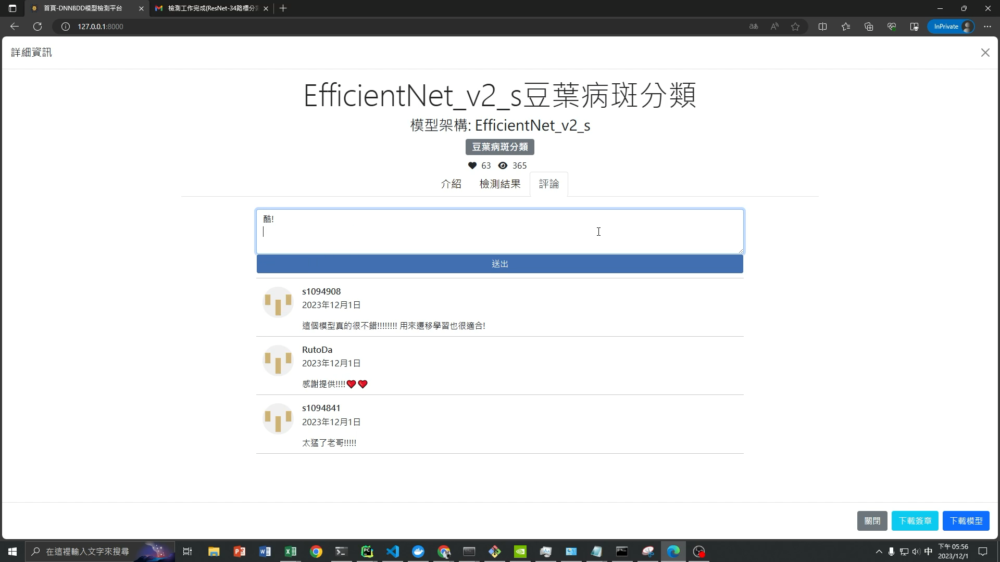 首頁-DNNBDD模型檢測平台
檢測工作完成(ResNet-34路標分
127.0.0.1:8000
InPrivate
詳細資訊
EfficientNet_v2_s豆葉病斑分類
模型架構: EfficientNet_v2_s
豆葉病斑分類
63 365
介紹 檢測結果 評論
酷!
送出
s1094908
2023年12月1日
這個模型真的很不錯!!!!!!!! 用來遷移學習也很適合!
RutoDa
2023年12月1日
感謝提供!!!!❤❤
s1094841
2023年12月1日
太猛了老哥!!!!!
關閉 下載簽章 下載模型
在這裡輸入文字來搜尋
中
下午 05:56
2023/12/1